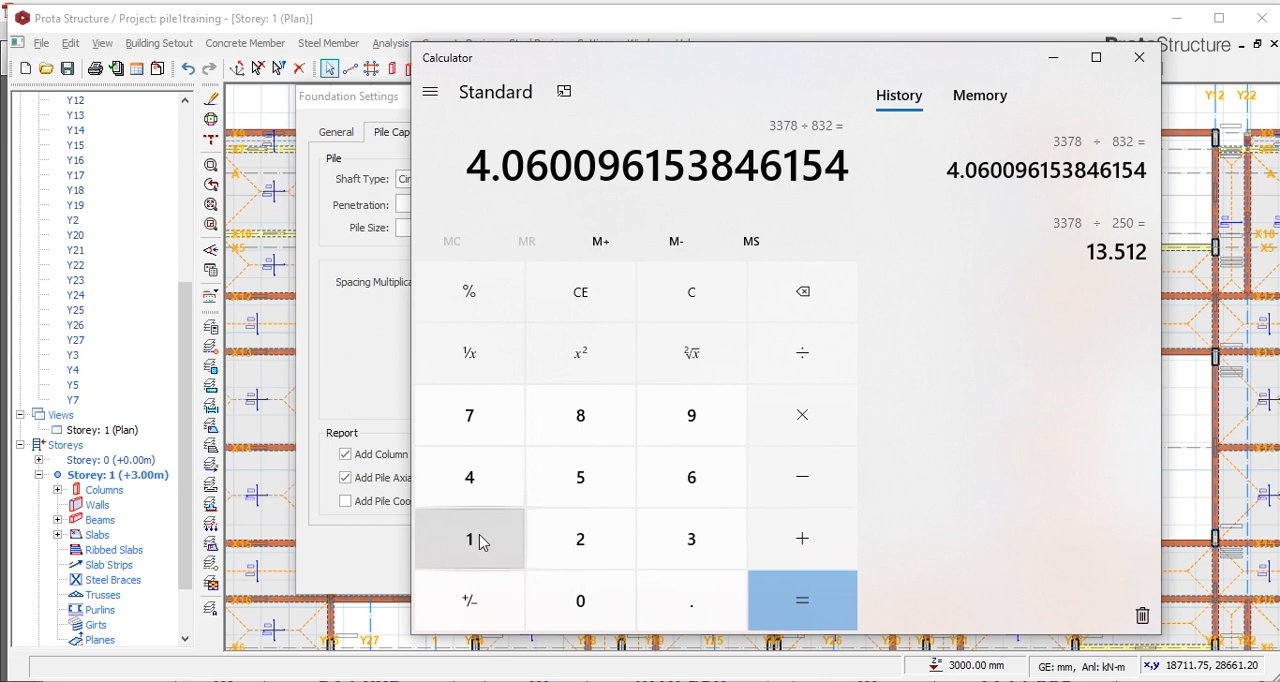 Prota Structure / Project: pile1training - [Storey: 1 (Plan)]
File Edit View Building Setout Concrete Member Steel Member Analysis
ProtaStructure
Y12
Y13
Y14
Y15
Y16
Y17
Y18
Y19
Y2
Y20
Y21
Y22
Y23
Y24
Y25
Y26
Y27
Y3
Y4
Y5
Y7
Views
Storey: 1 (Plan)
Storeys
Storey: 0 (+0.00m)
Storey: 1 (+3.00m)
Columns
Walls
Beams
Slabs
Ribbed Slabs
Slab Strips
Steel Braces
Trusses
Purlins
Girts
Planes
Foundation Settings
General Pile Cap
Pile
Shaft Type: Cir
Penetration:
Pile Size:
Spacing Multiplica
Report
Add Column
Add Pile Axia
Add Pile Coo
Calculator
Standard
3378 ÷ 832 =
4.060096153846154
MC MR M+ M- MS
% CE C
¹/x x² ²√x ÷
7 8 9 ×
4 5 6 −
1 2 3 +
+/− 0 . =
History Memory
3378 ÷ 832 =
4.060096153846154
3378 ÷ 250 =
13.512
Y12 Y22
Z= 3000.00 mm GE: mm, Anl: kN-m x,y 18711.75, 28661.20